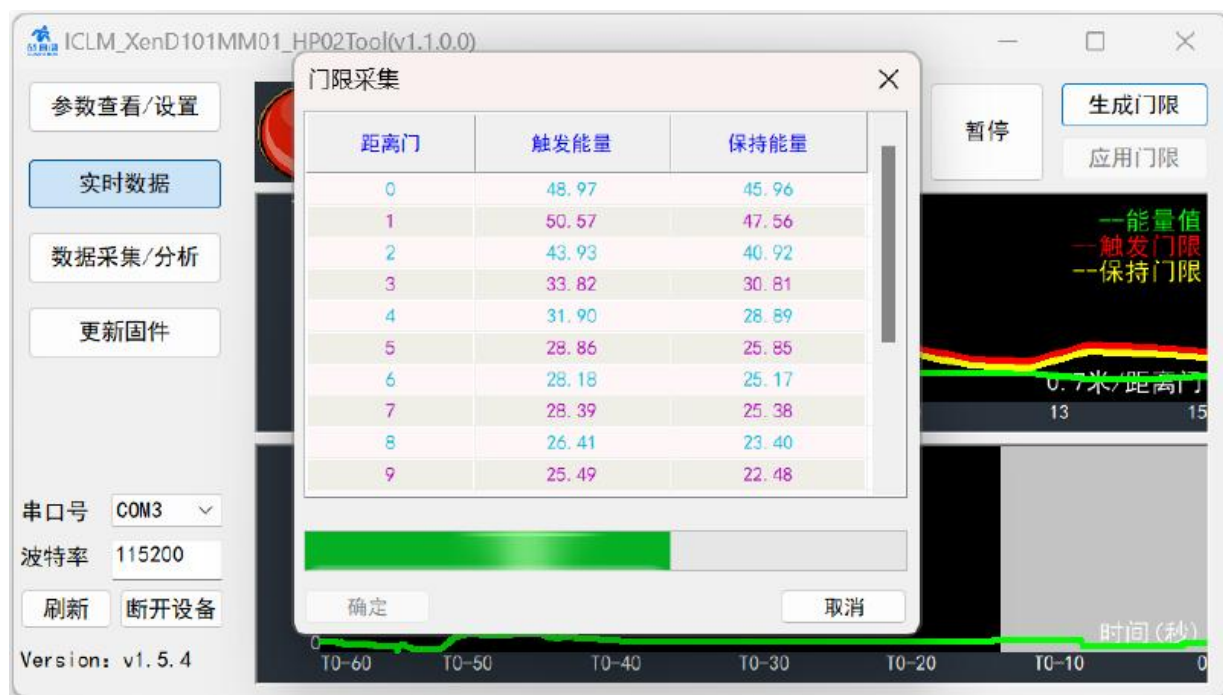 ICLM_XenD101MM01_HP02Tool(v1.1.0.0)
参数查看/设置
实时数据
数据采集/分析
更新固件
串口号 COM3
波特率 115200
刷新 断开设备
Version: v1.5.4
门限采集
距离门 触发能量 保持能量
0 48.97 45.96
1 50.57 47.56
2 43.93 40.92
3 33.82 30.81
4 31.90 28.89
5 28.86 25.85
6 28.18 25.17
7 28.39 25.38
8 26.41 23.40
9 25.49 22.48
确定 取消
暂停
生成门限
应用门限
--能量值
--触发门限
--保持门限
0.7米/距离门
13 15
时间(秒)
0
T0-60 T0-50 T0-40 T0-30 T0-20 T0-10 0